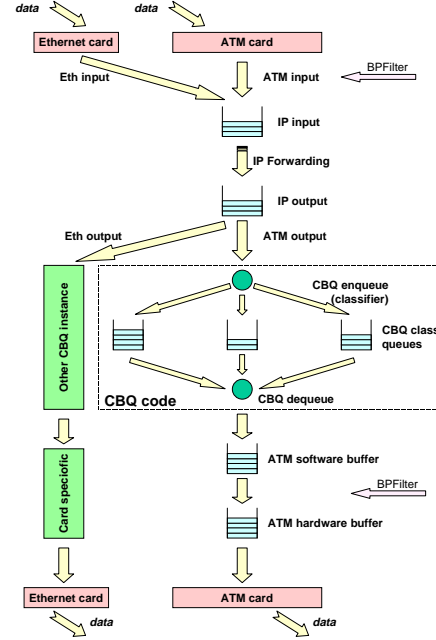 data
data
Ethernet card
ATM card
Eth input
ATM input
BPFilter
IP input
IP Forwarding
IP output
Eth output
ATM output
Other CBQ instance
CBQ enqueue
(classifier)
CBQ class
queues
CBQ dequeue
CBQ code
Card speciofic
ATM software buffer
BPFilter
ATM hardware buffer
Ethernet card
ATM card
data
data